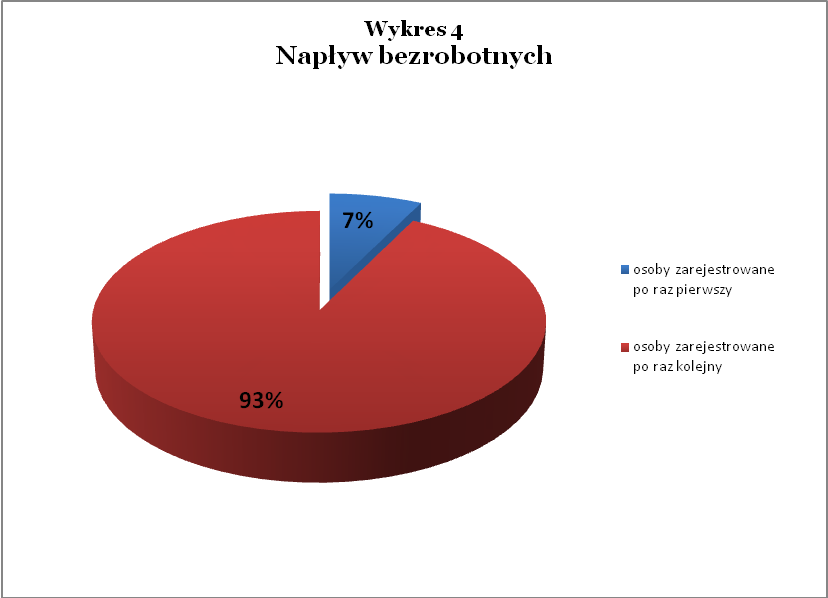 Wykres 4
Napływ bezrobotnych
7%
93%
osoby zarejestrowane
po raz pierwszy
osoby zarejestrowane
po raz kolejny